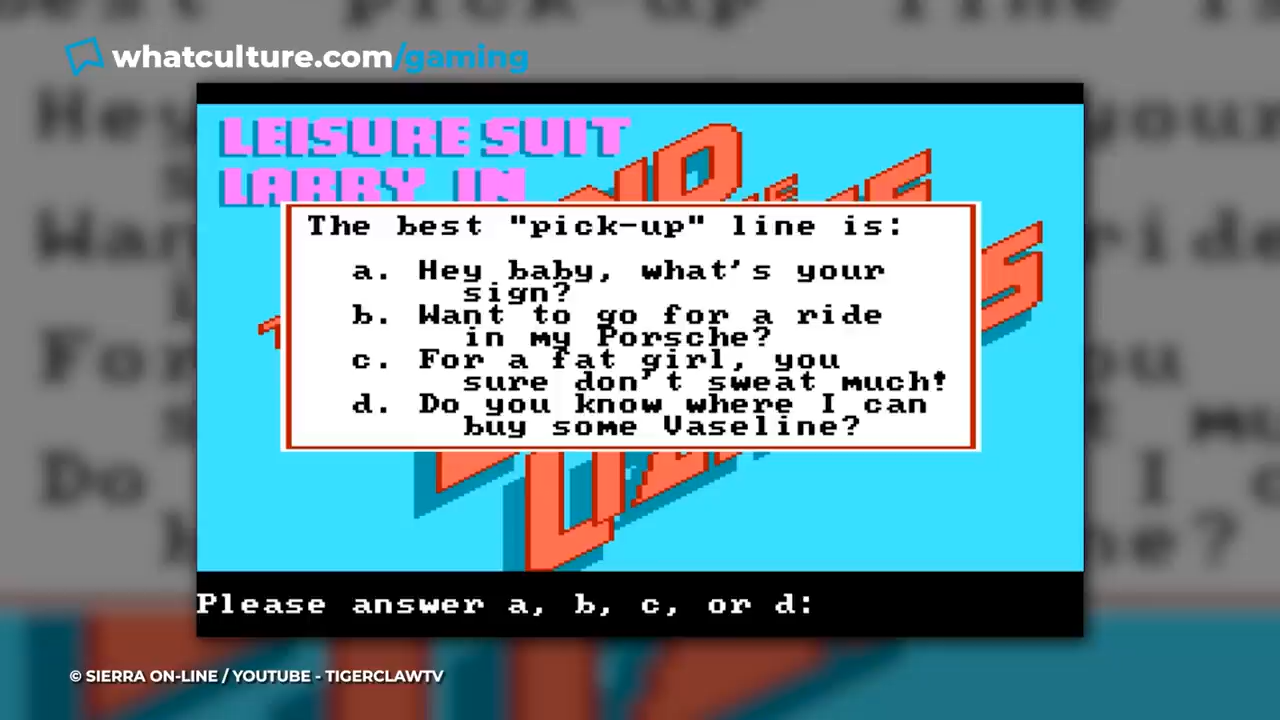 whatculture.com/gaming
LEISURE SUIT
LARRY IN
The best "pick-up" line is:
a. Hey baby, what's your
sign?
b. Want to go for a ride
in my Porsche?
c. For a fat girl, you
sure don't sweat much!
d. Do you know where I can
buy some Vaseline?
Please answer a, b, c, or d:
© SIERRA ON-LINE / YOUTUBE - TIGERCLAWTV